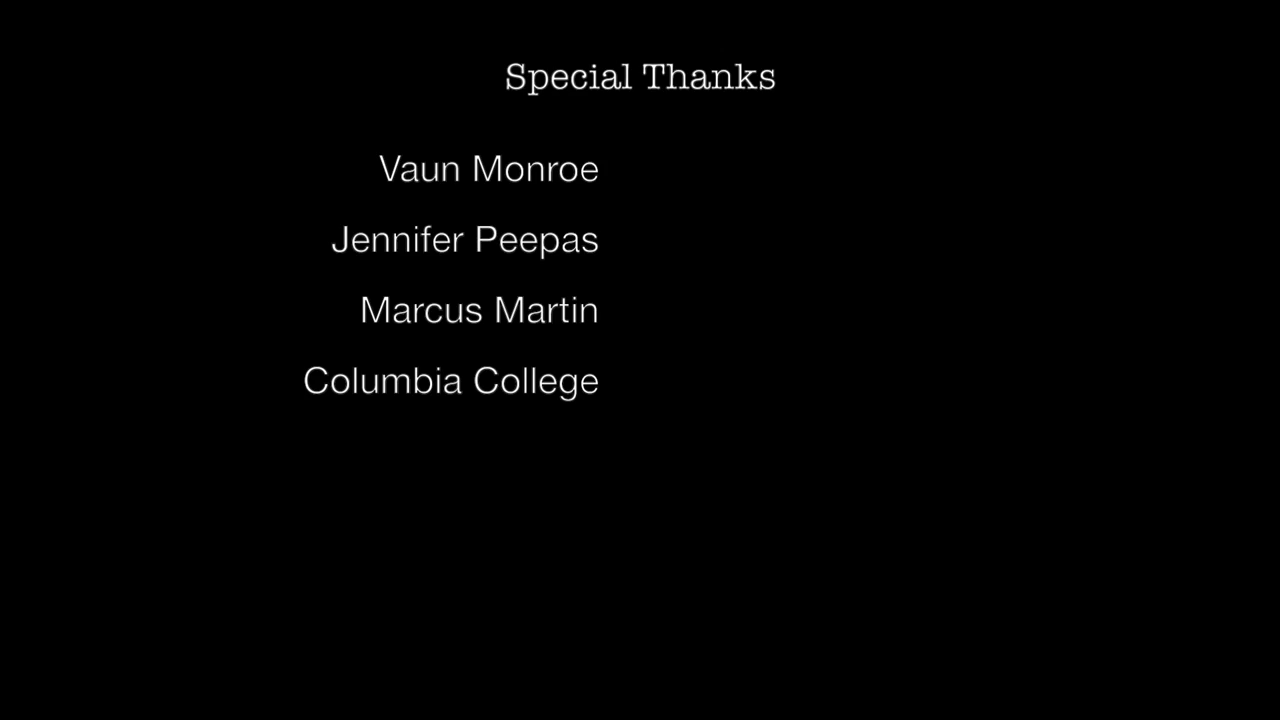 Special Thanks
Vaun Monroe
Jennifer Peepas
Marcus Martin
Columbia College